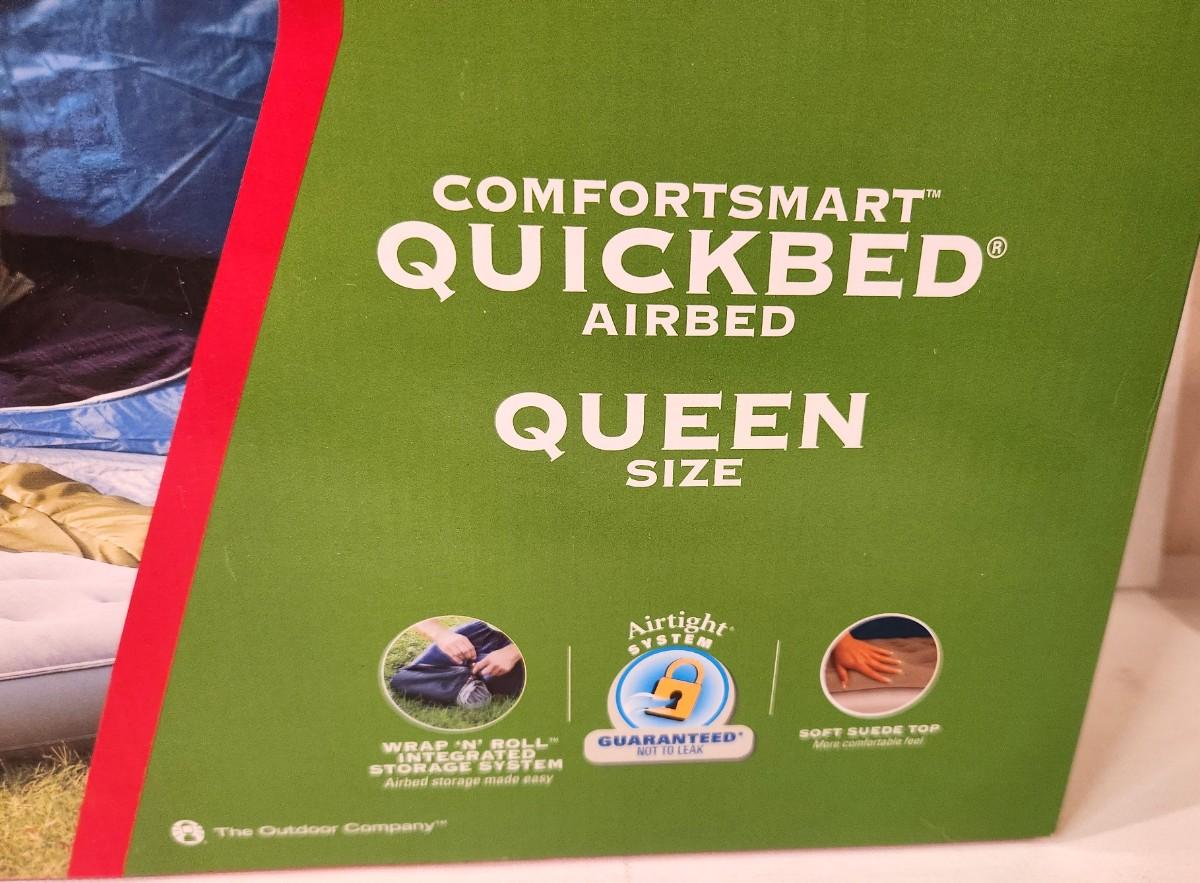 COMFORTSMART™
QUICKBED®
AIRBED
QUEEN
SIZE
WRAP 'N' ROLL™
INTEGRATED
STORAGE SYSTEM
Airbed storage made easy
Airtight®
SYSTEM
GUARANTEED*
NOT TO LEAK
SOFT SUEDE TOP
More comfortable feel
The Outdoor Company™